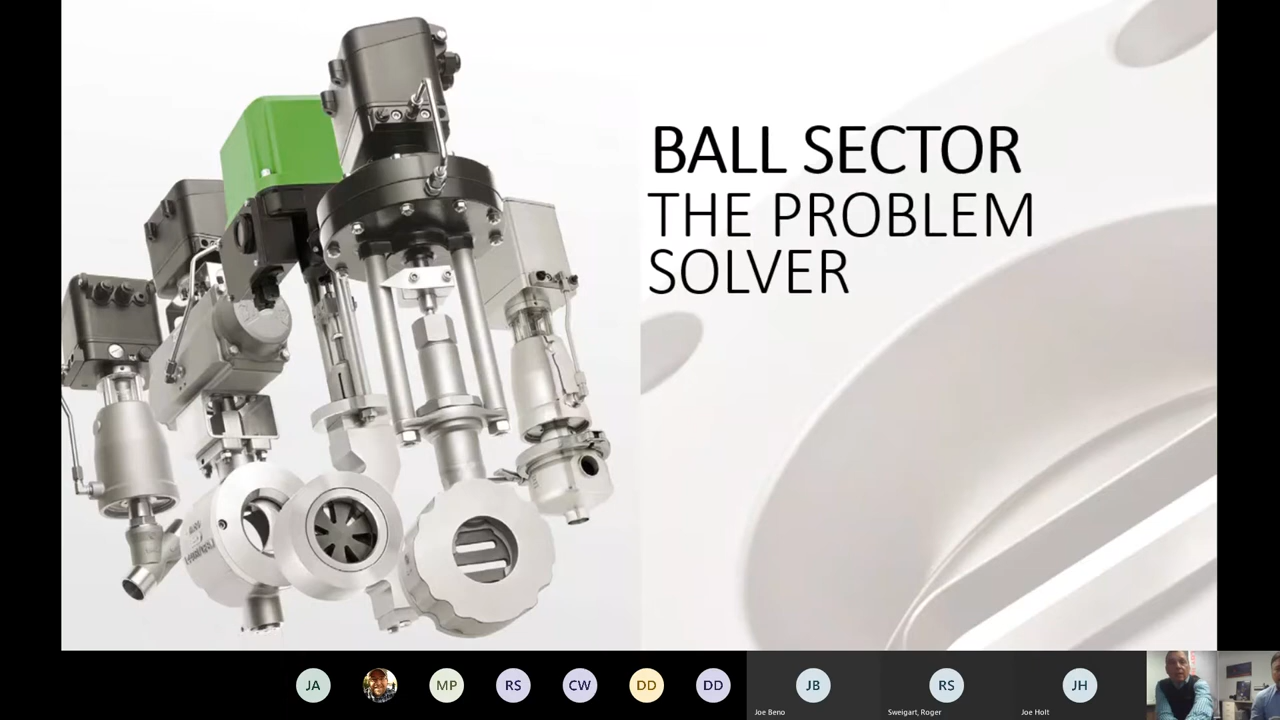 BALL SECTOR
THE PROBLEM
SOLVER
JA
MP
RS
CW
DD
DD
JB
RS
JH
Joe Beno
Sweigart, Roger
Joe Holt